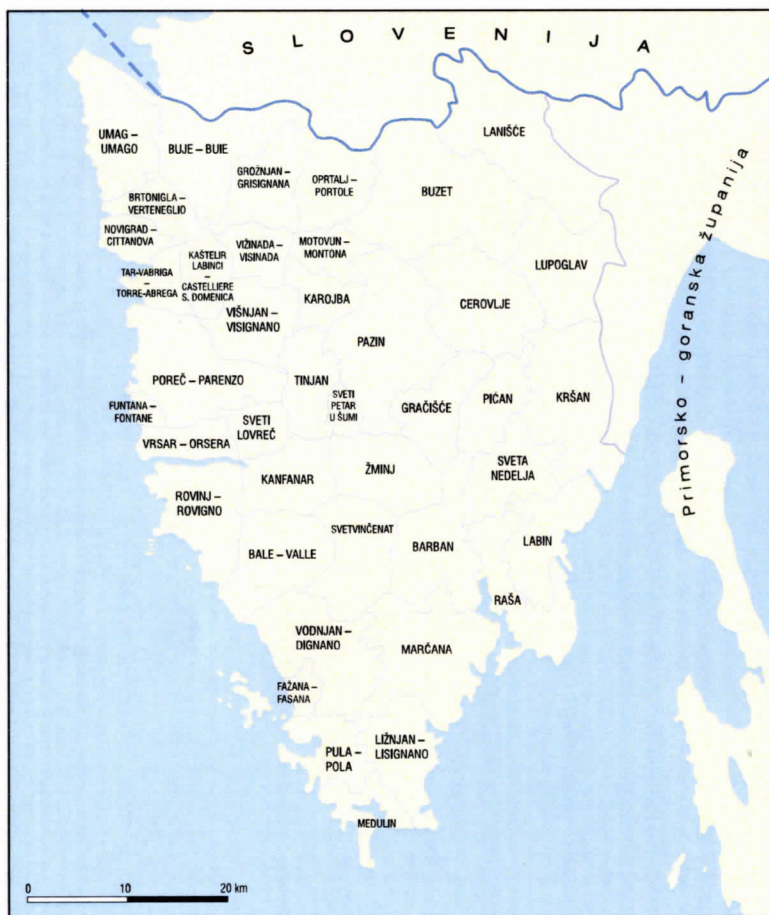 SLOVENIJA
LANIŠĆE
UMAG –
UMAGO
BUJE – BUIE
GROŽNJAN –
GRISIGNANA
OPRTALJ –
PORTOLE
BUZET
BRTONIGLA –
VERTENEGLIO
NOVIGRAD –
CITTANOVA
VIŽINADA –
VISINADA
MOTOVUN –
MONTONA
KAŠTELIR
LABINCI
–
CASTELLIERE
S. DOMENICA
LUPOGLAV
TAR-VABRIGA
–
TORRE-ABREGA
KAROJBA
CEROVLJE
VIŠNJAN –
VISIGNANO
PAZIN
POREČ – PARENZO
TINJAN
SVETI
PETAR
U ŠUMI
GRAČIŠĆE
PIĆAN
KRŠAN
FUNTANA –
FONTANE
SVETI
LOVREČ
VRSAR – ORSERA
KANFANAR
ŽMINJ
SVETA
NEDELJA
ROVINJ –
ROVIGNO
SVETVINČENAT
BALE – VALLE
BARBAN
LABIN
RAŠA
VODNJAN –
DIGNANO
MARČANA
FAŽANA –
FASANA
LIŽNJAN –
LISIGNANO
PULA –
POLA
MEDULIN
Primorsko – goranska županija
0 10 20 km